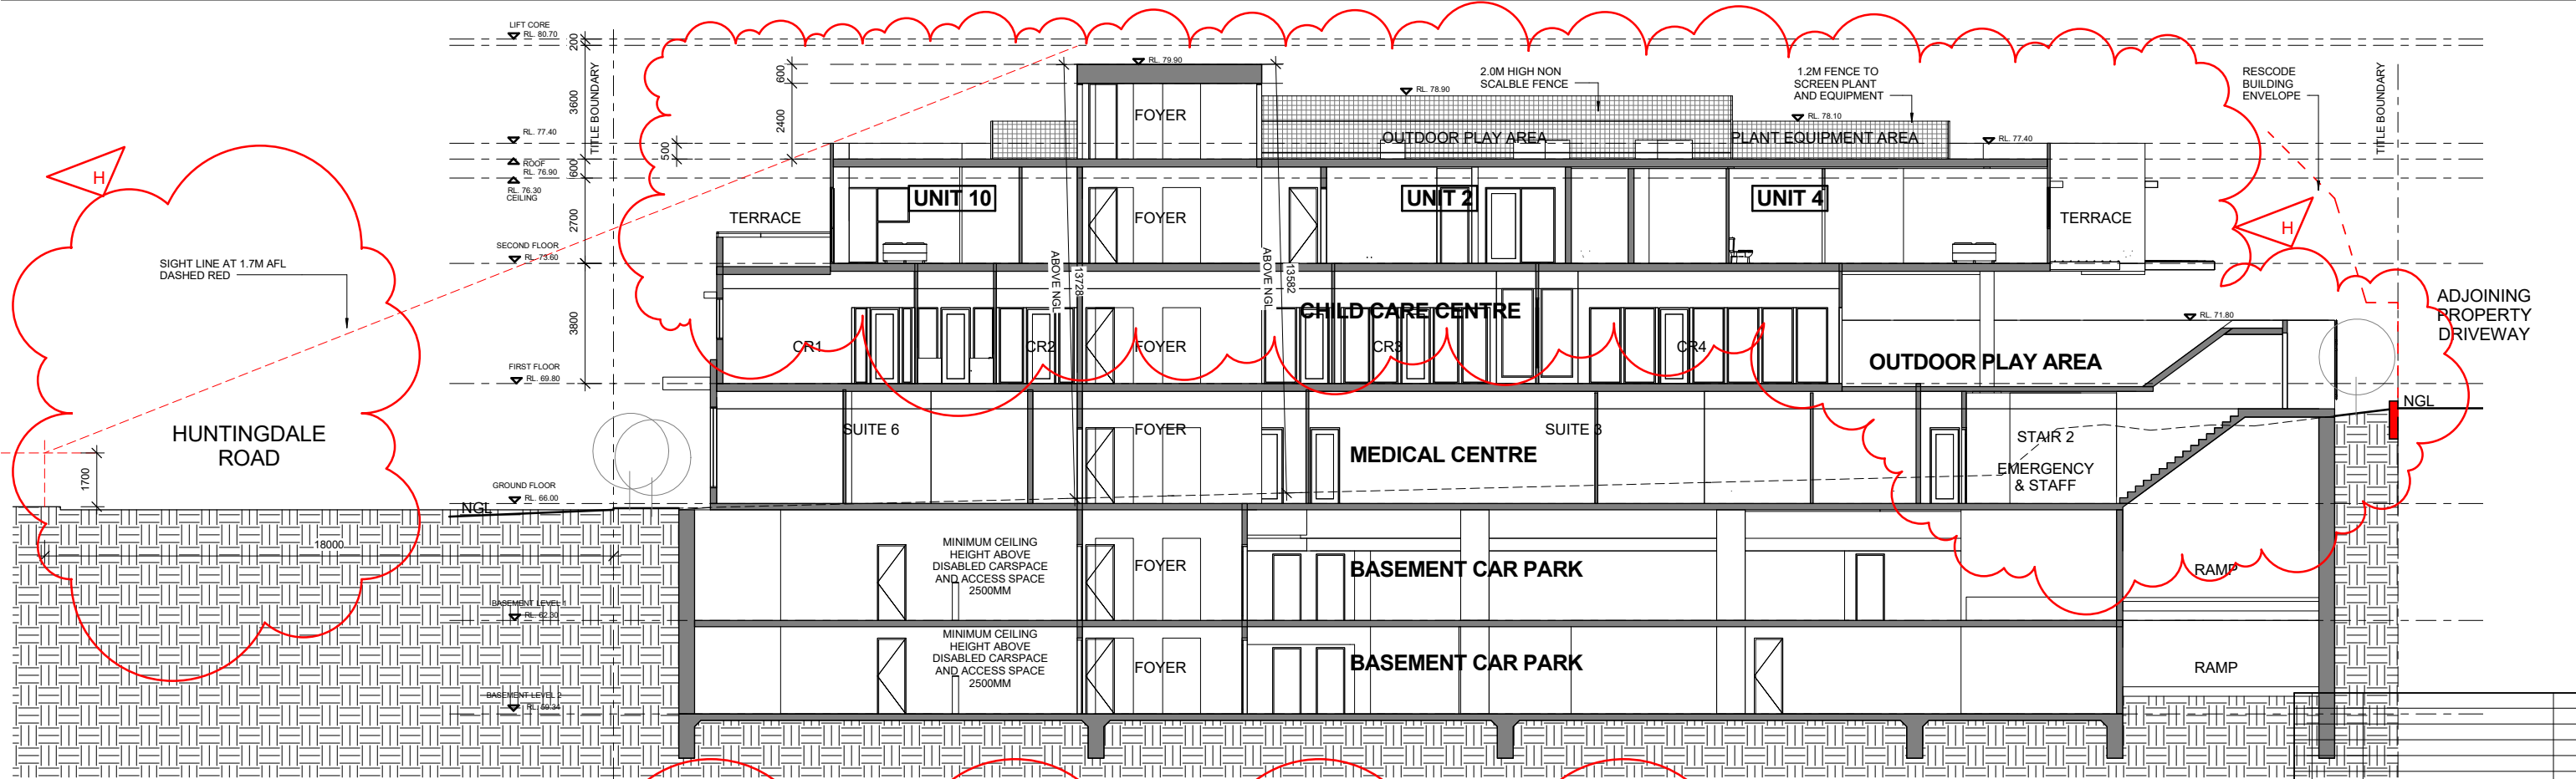 LIFT CORE
RL. 80.70
200
TITLE BOUNDARY
3600
600
2400
500
RL. 77.40
ROOF
RL. 76.90
RL. 76.30
CEILING
600
2700
SECOND FLOOR
RL. 73.60
3800
FIRST FLOOR
RL. 69.80
GROUND FLOOR
RL. 66.00
NGL
18000
BASEMENT LEVEL 1
RL. 62.30
BASEMENT LEVEL 2
RL. 59.34
H
SIGHT LINE AT 1.7M AFL
DASHED RED
HUNTINGDALE
ROAD
1700
RL. 79.90
FOYER
2.0M HIGH NON
SCALBLE FENCE
RL. 78.90
1.2M FENCE TO
SCREEN PLANT
AND EQUIPMENT
RL. 78.10
OUTDOOR PLAY AREA
PLANT EQUIPMENT AREA
RL. 77.40
RESCODE
BUILDING
ENVELOPE
TITLE BOUNDARY
TERRACE
UNIT 10
FOYER
UNIT 2
UNIT 4
TERRACE
H
ABOVE NGL
13728
ABOVE NGL
13582
CHILD CARE CENTRE
CR1
CR2
FOYER
CR3
CR4
OUTDOOR PLAY AREA
RL. 71.80
ADJOINING
PROPERTY
DRIVEWAY
NGL
SUITE 6
FOYER
MEDICAL CENTRE
SUITE 3
STAIR 2
EMERGENCY
& STAFF
MINIMUM CEILING
HEIGHT ABOVE
DISABLED CARSPACE
AND ACCESS SPACE
2500MM
FOYER
BASEMENT CAR PARK
RAMP
MINIMUM CEILING
HEIGHT ABOVE
DISABLED CARSPACE
AND ACCESS SPACE
2500MM
FOYER
BASEMENT CAR PARK
RAMP